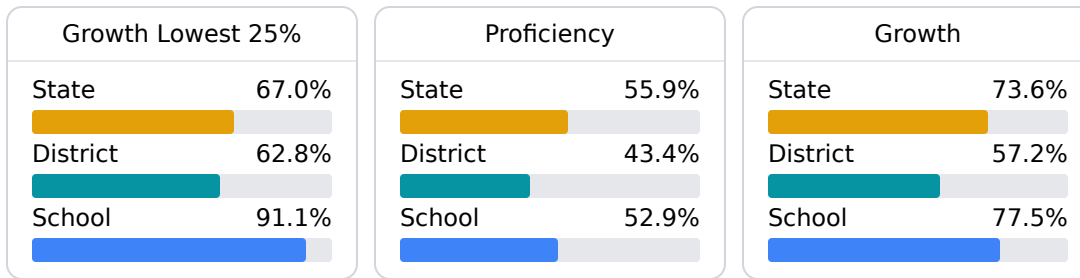 Growth Lowest 25%
State 67.0%
District 62.8%
School 91.1%
Proficiency
State 55.9%
District 43.4%
School 52.9%
Growth
State 73.6%
District 57.2%
School 77.5%